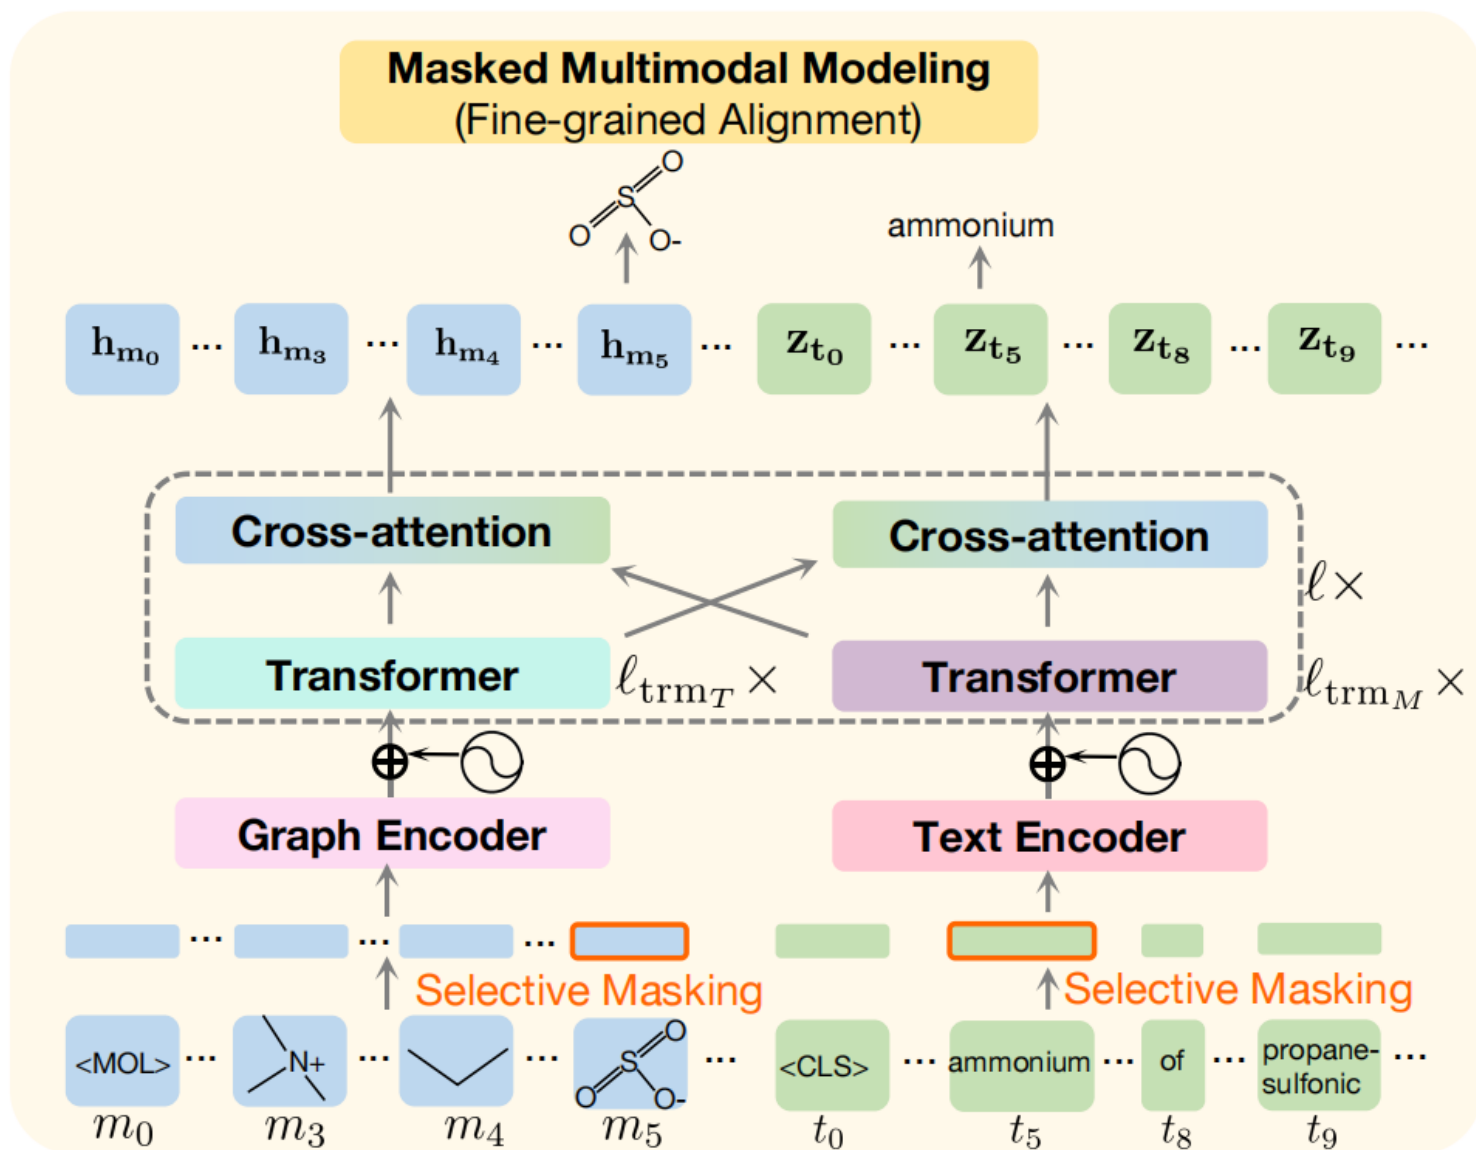 Masked Multimodal Modeling
(Fine-grained Alignment)
O
S
O
O-
ammonium
h_{m_0} ... h_{m_3} ... h_{m_4} ... h_{m_5} ... z_{t_0} ... z_{t_5} ... z_{t_8} ... z_{t_9} ...
Cross-attention
Cross-attention
ℓ×
Transformer
ℓ_{trm_T} ×
Transformer
ℓ_{trm_M} ×
Graph Encoder
Text Encoder
... ... ...
Selective Masking
Selective Masking
<MOL> ... N+ ... ... S O O O- ... <CLS> ... ammonium ... of ... propane-
sulfonic ...
m_0 m_3 m_4 m_5 t_0 t_5 t_8 t_9